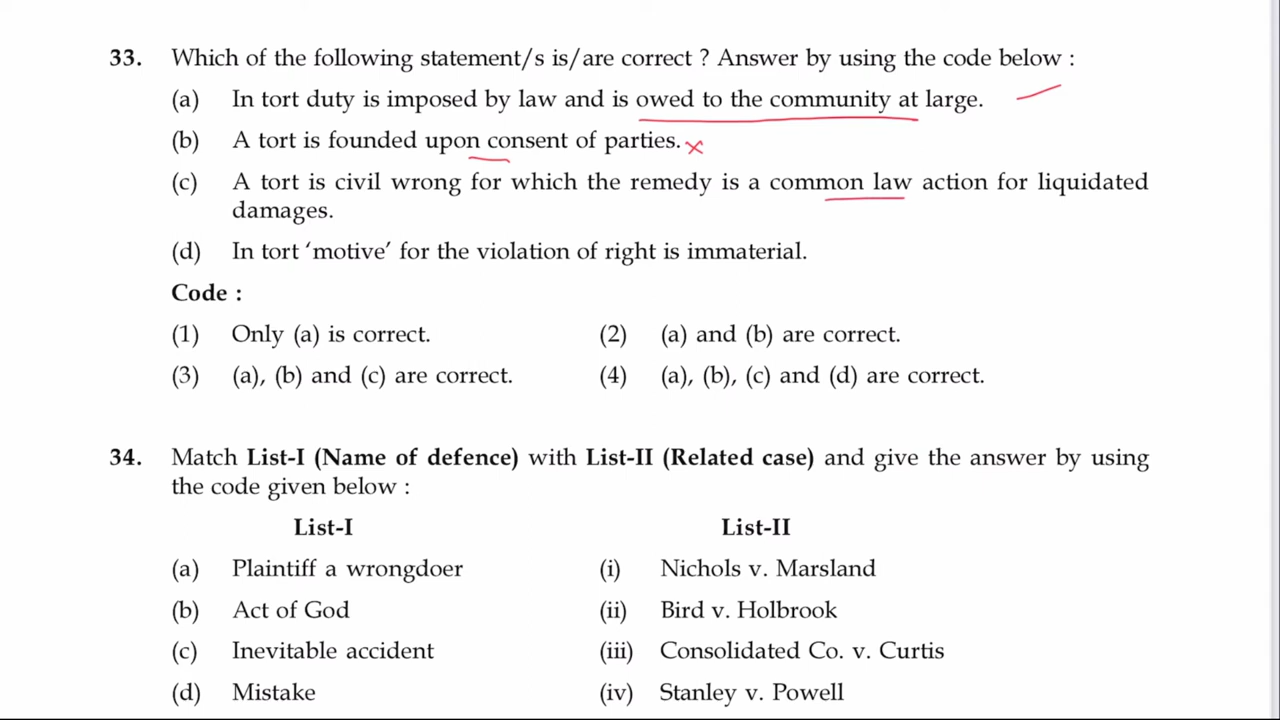 33. Which of the following statement/s is/are correct ? Answer by using the code below :
(a) In tort duty is imposed by law and is owed to the community at large.
(b) A tort is founded upon consent of parties.
(c) A tort is civil wrong for which the remedy is a common law action for liquidated
damages.
(d) In tort ‘motive’ for the violation of right is immaterial.
Code :
(1) Only (a) is correct. (2) (a) and (b) are correct.
(3) (a), (b) and (c) are correct. (4) (a), (b), (c) and (d) are correct.
34. Match List-I (Name of defence) with List-II (Related case) and give the answer by using
the code given below :
List-I List-II
(a) Plaintiff a wrongdoer (i) Nichols v. Marsland
(b) Act of God (ii) Bird v. Holbrook
(c) Inevitable accident (iii) Consolidated Co. v. Curtis
(d) Mistake (iv) Stanley v. Powell